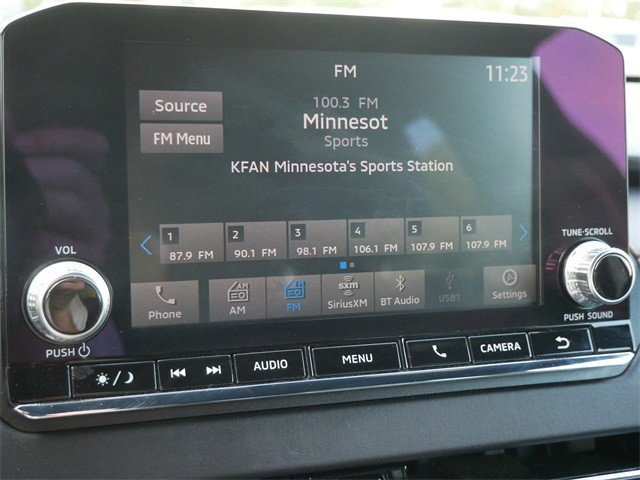 FM 11:23
Source
100.3 FM
Minnesot
FM Menu
Sports
KFAN Minnesota's Sports Station
1 2 3 4 5 6
87.9 FM 90.1 FM 98.1 FM 106.1 FM 107.9 FM 107.9 FM
AM sxm
Phone AM FM SiriusXM BT Audio USB1 Settings
VOL
PUSH
TUNE·SCROLL
PUSH SOUND
AUDIO MENU CAMERA